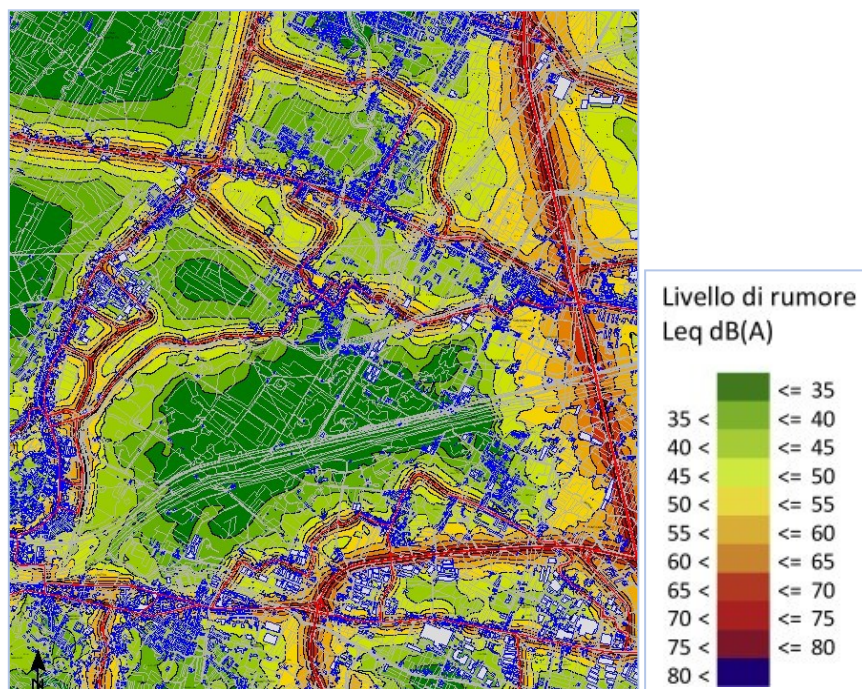 N
Livello di rumore
Leq dB(A)
<= 35
35 < <= 40
40 < <= 45
45 < <= 50
50 < <= 55
55 < <= 60
60 < <= 65
65 < <= 70
70 < <= 75
75 < <= 80
80 <